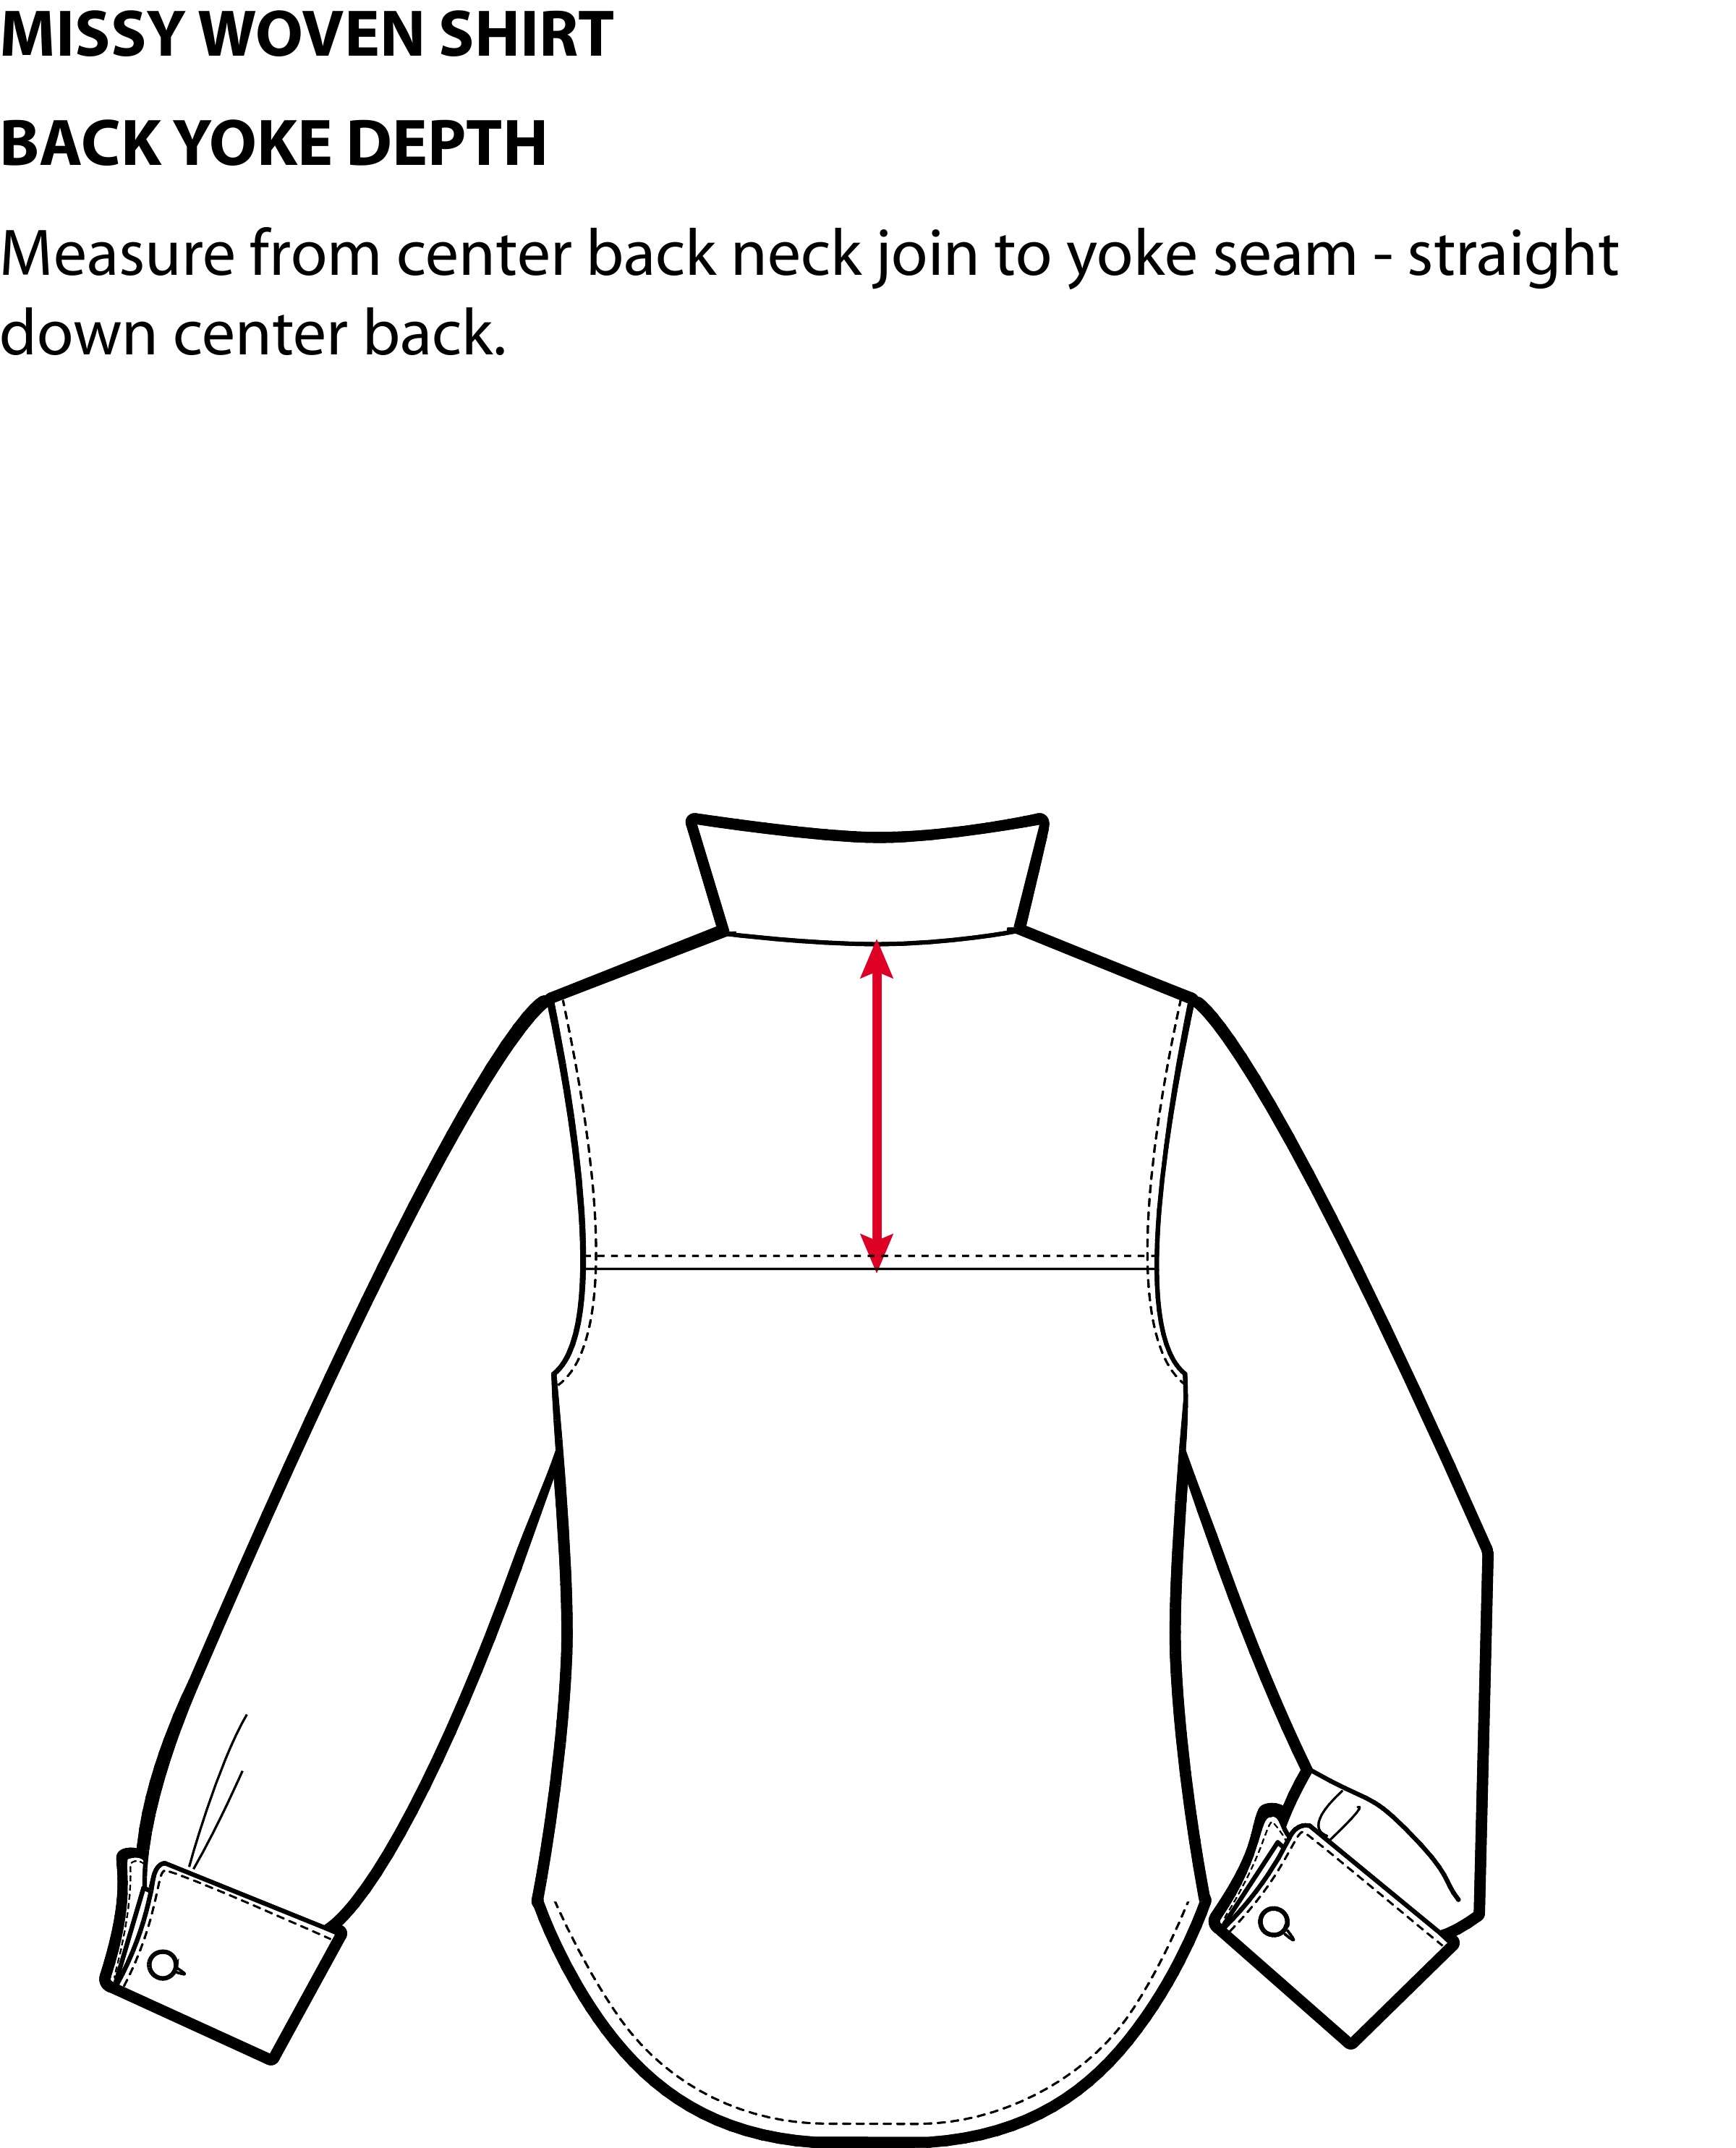 MISSY WOVEN SHIRT
BACK YOKE DEPTH
Measure from center back neck join to yoke seam - straight
down center back.